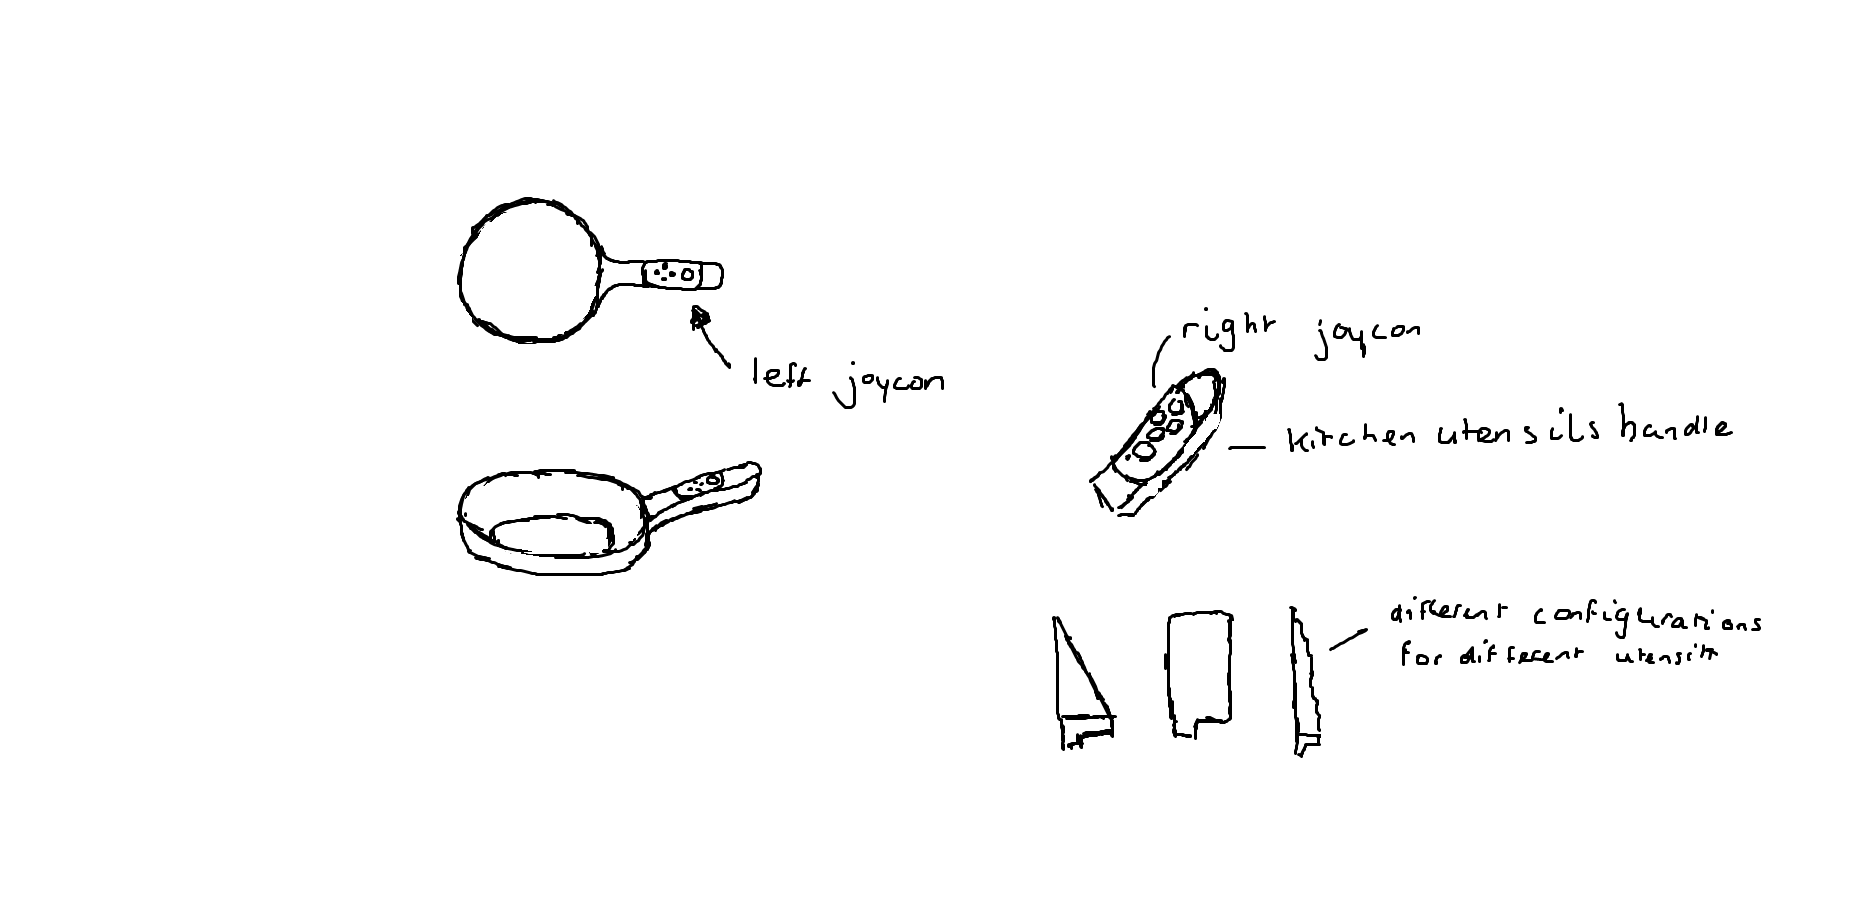 left joycon
right joycon
kitchen utensils handle
different configurations
for different utensils